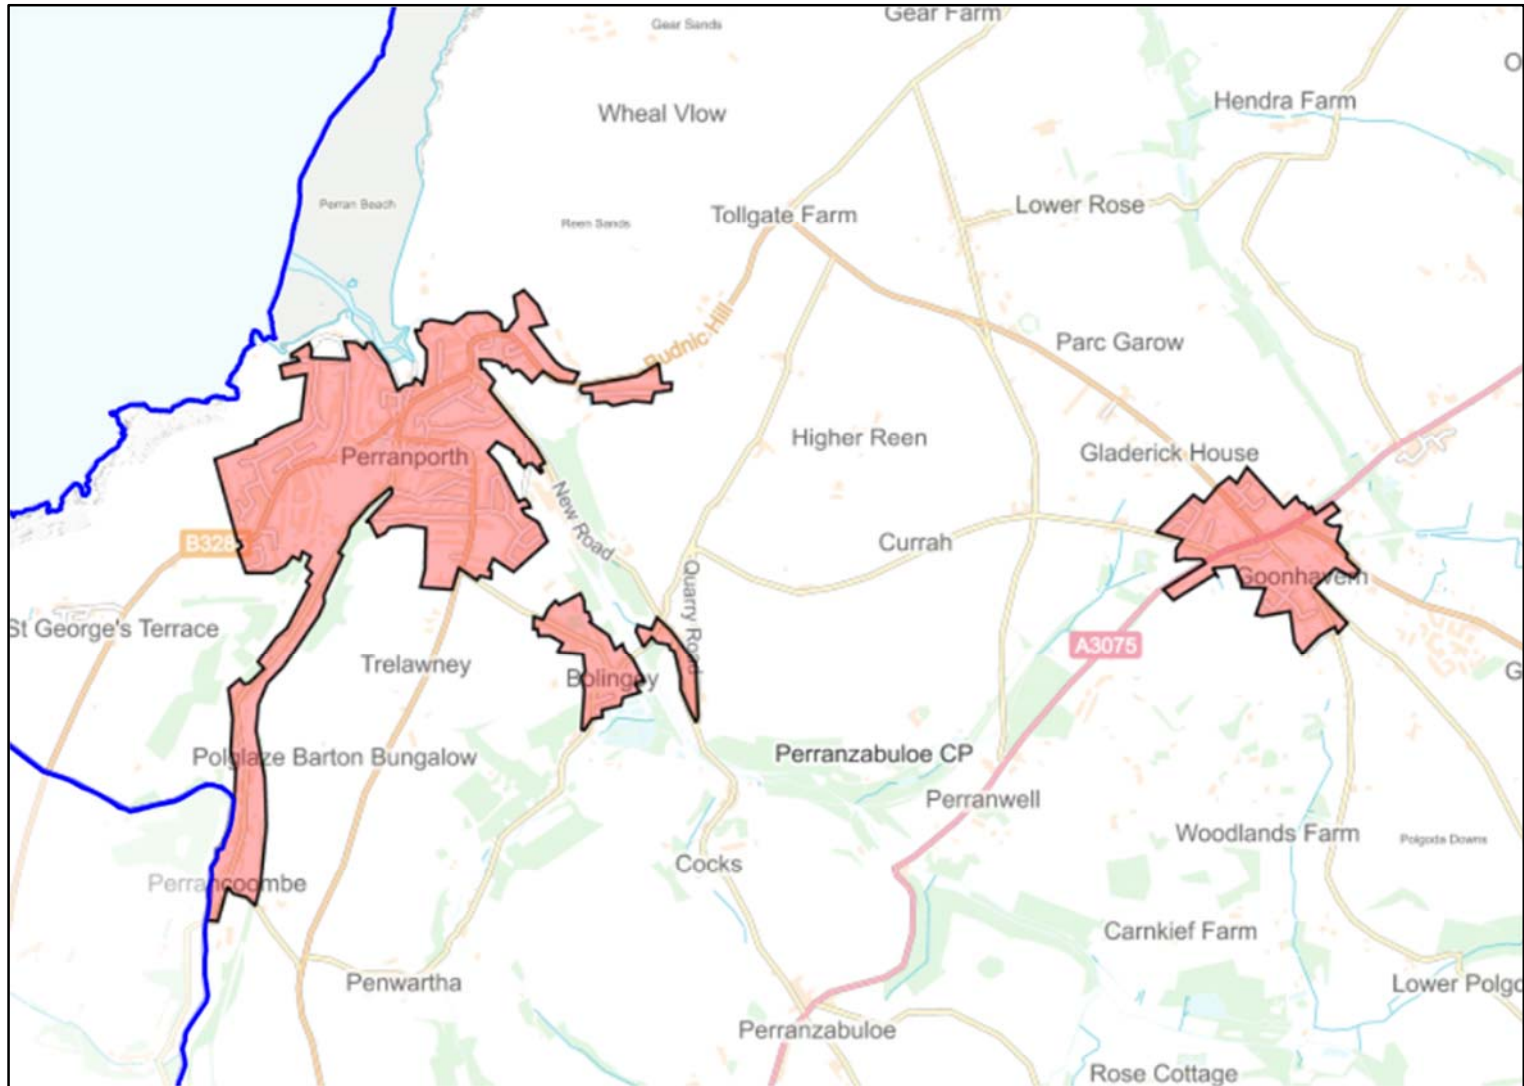 Gear Sands
Gear Farm
Hendra Farm
Wheal Vlow
Perran Beach
Reen Sands
Tollgate Farm
Lower Rose
Budnic Hill
Parc Garow
Higher Reen
Gladerick House
Perranporth
New Road
B328
Currah
Goonhavern
Quarry Road
St George's Terrace
A3075
Trelawney
Bolingey
Polglaze Barton Bungalow
Perranzabuloe CP
Perranwell
Woodlands Farm
Polgoda Downs
Cocks
Perrancoombe
Carnkief Farm
Penwartha
Lower Polgo
Perranzabuloe
Rose Cottage